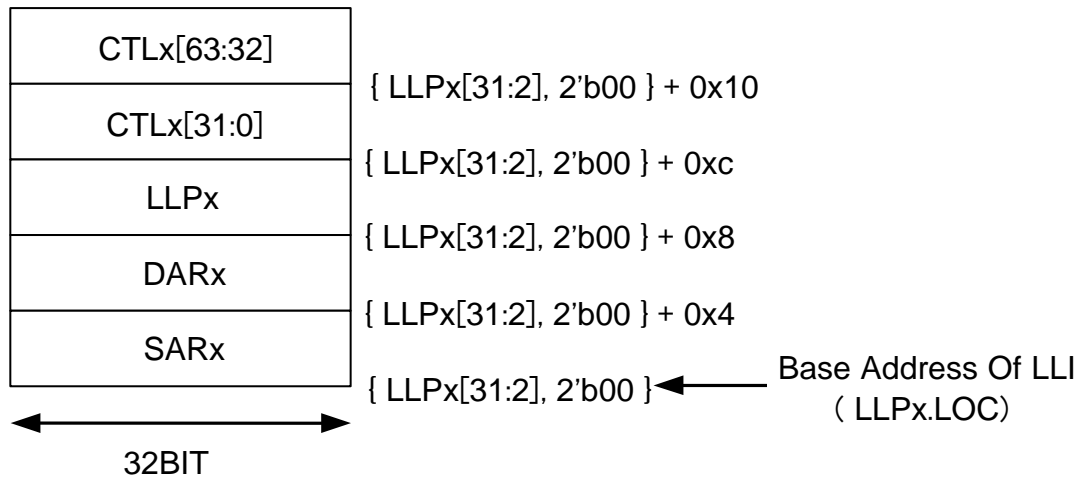 CTLx[63:32]
{ LLPx[31:2], 2’b00 } + 0x10
CTLx[31:0]
{ LLPx[31:2], 2’b00 } + 0xc
LLPx
{ LLPx[31:2], 2’b00 } + 0x8
DARx
{ LLPx[31:2], 2’b00 } + 0x4
SARx
{ LLPx[31:2], 2’b00 }
Base Address Of LLI
( LLPx.LOC)
32BIT